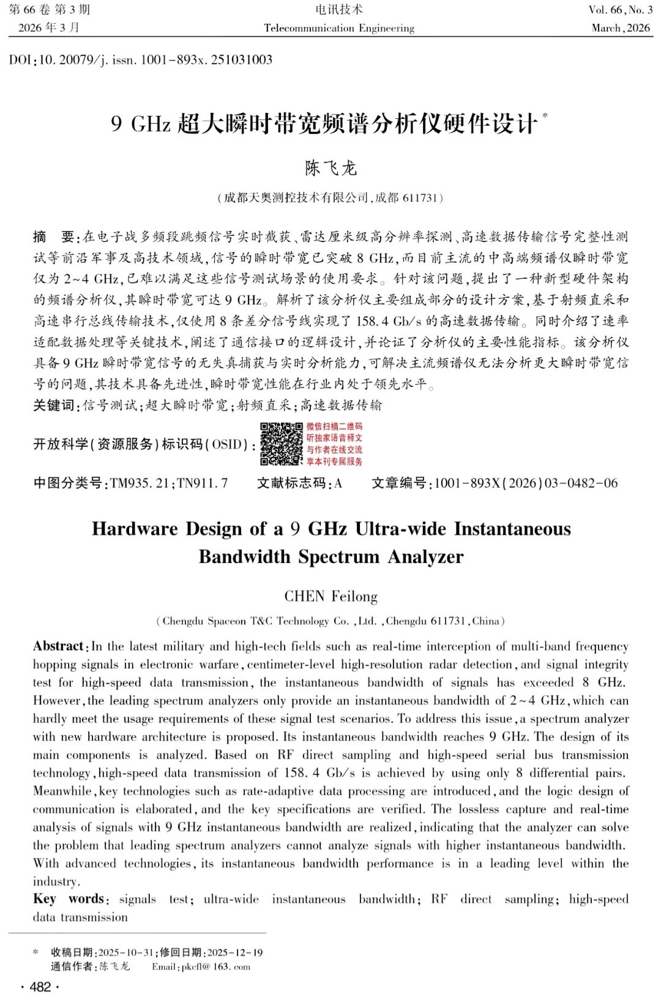 第 66 卷 第 3 期 电讯技术 Vol. 66,No. 3
2026 年 3 月 Telecommunication Engineering March,2026
DOI:10. 20079/j. issn. 1001-893x. 251031003
9 GHz 超大瞬时带宽频谱分析仪硬件设计*
陈飞龙
(成都天奥测控技术有限公司,成都 611731)
摘 要:在电子战多频段跳频信号实时截获、雷达厘米级高分辨率探测、高速数据传输信号完整性测
试等前沿军事及高技术领域,信号的瞬时带宽已突破 8 GHz,而目前主流的中高端频谱仪瞬时带宽
仅为 2~4 GHz,已难以满足这些信号测试场景的使用要求。针对该问题,提出了一种新型硬件架构
的频谱分析仪,其瞬时带宽可达 9 GHz。解析了该分析仪主要组成部分的设计方案,基于射频直采和
高速串行总线传输技术,仅使用 8 条差分信号线实现了 158.4 Gb/s 的高速数据传输。同时介绍了速率
适配数据处理等关键技术,阐述了通信接口的逻辑设计,并论证了分析仪的主要性能指标。该分析仪
具备 9 GHz 瞬时带宽信号的无失真捕获与实时分析能力,可解决主流频谱仪无法分析更大瞬时带宽信
号的问题,其技术具备先进性,瞬时带宽性能在行业内处于领先水平。
关键词:信号测试;超大瞬时带宽;射频直采;高速数据传输
开放科学(资源服务)标识码(OSID):
微信扫描二维码
听独家语音释文
与作者在线交流
享本刊专属服务
中图分类号:TM935. 21;TN911. 7 文献标志码:A 文章编号:1001-893X(2026)03-0482-06
Hardware Design of a 9 GHz Ultra-wide Instantaneous
Bandwidth Spectrum Analyzer
CHEN Feilong
(Chengdu Spaceon T&C Technology Co. ,Ltd. ,Chengdu 611731,China)
Abstract:In the latest military and high-tech fields such as real-time interception of multi-band frequency
hopping signals in electronic warfare,centimeter-level high-resolution radar detection,and signal integrity
test for high-speed data transmission,the instantaneous bandwidth of signals has exceeded 8 GHz.
However,the leading spectrum analyzers only provide an instantaneous bandwidth of 2~4 GHz,which can
hardly meet the usage requirements of these signal test scenarios. To address this issue,a spectrum analyzer
with new hardware architecture is proposed. Its instantaneous bandwidth reaches 9 GHz. The design of its
main components is analyzed. Based on RF direct sampling and high-speed serial bus transmission
technology,high-speed data transmission of 158. 4 Gb/s is achieved by using only 8 differential pairs.
Meanwhile,key technologies such as rate-adaptive data processing are introduced,and the logic design of
communication is elaborated,and the key specifications are verified. The lossless capture and real-time
analysis of signals with 9 GHz instantaneous bandwidth are realized,indicating that the analyzer can solve
the problem that leading spectrum analyzers cannot analyze signals with higher instantaneous bandwidth.
With advanced technologies,its instantaneous bandwidth performance is in a leading level within the
industry.
Key words: signals test; ultra-wide instantaneous bandwidth; RF direct sampling; high-speed
data transmission
* 收稿日期:2025-10-31;修回日期:2025-12-19
通信作者:陈飞龙 Email:pkcfl@163. com
· 482 ·